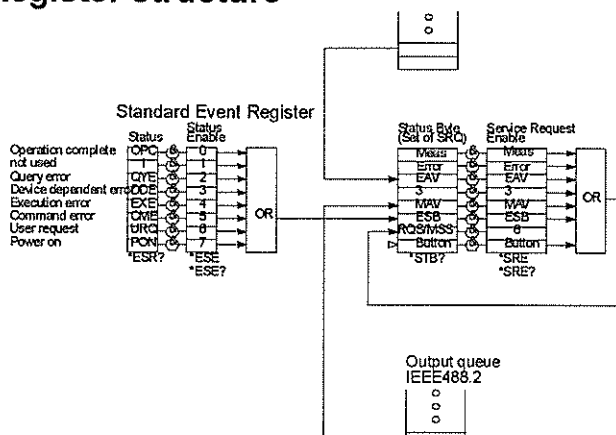 Register structure
Standard Event Register
Status
Status
Enable
Operation complete OPC & 0
not used 1 & 1
Query error QYE & 2
Device dependent error DDE & 3
Execution error EXE & 4
Command error CME & 5
User request URQ & 6
Power on PON & 7
*ESR?
*ESE
*ESE?
OR
Status Byte
(Set of SRQ)
Service Request
Enable
Meas & Meas
Error & Error
EAV & EAV
3 & 3
MAV & MAV
ESB & ESB
RQS/MSS & 6
Button & Button
*STB?
*SRE
*SRE?
OR
Output queue
IEEE488.2